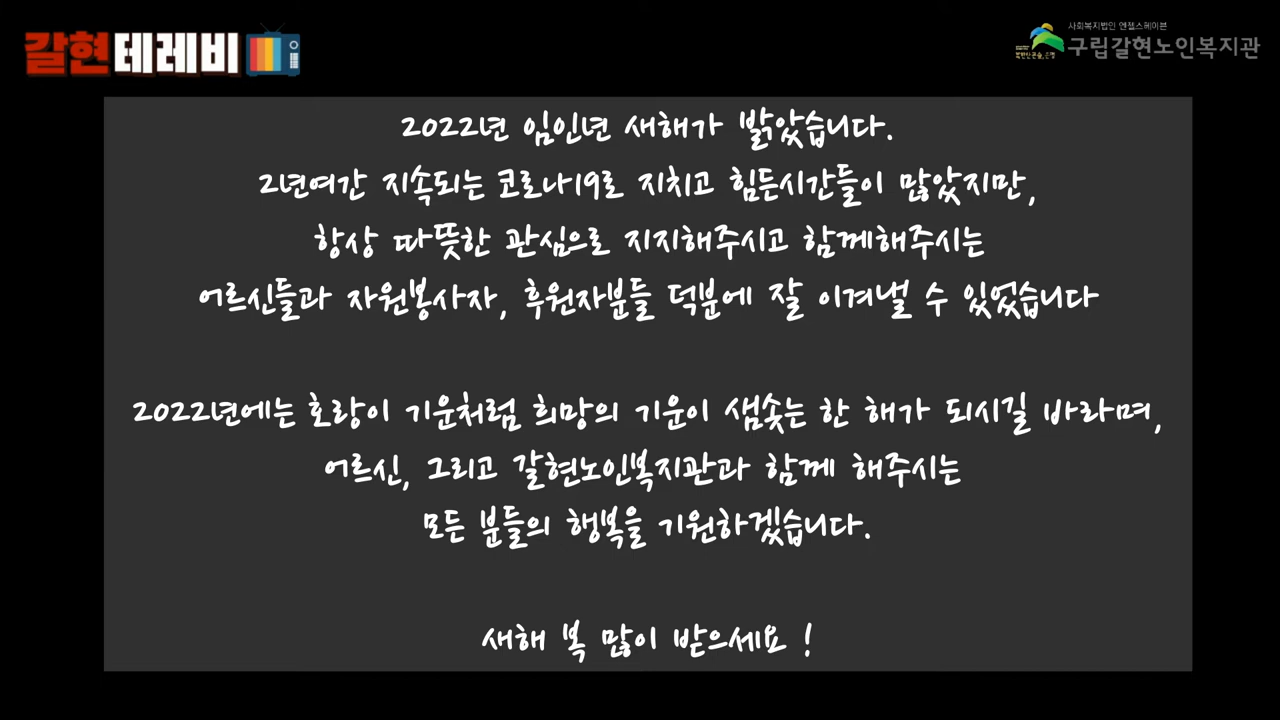 갈현테레비
사회복지법인 엔젤스헤이븐
구립갈현노인복지관
2022년 임인년 새해가 밝았습니다.
2년여간 지속되는 코로나19로 지치고 힘든시간들이 많았지만,
항상 따뜻한 관심으로 지지해주시고 함께해주시는
어르신들과 자원봉사자, 후원자분들 덕분에 잘 이겨낼 수 있었습니다
2022년에는 호랑이 기운처럼 희망의 기운이 샘솟는 한 해가 되시길 바라며,
어르신, 그리고 갈현노인복지관과 함께 해주시는
모든 분들의 행복을 기원하겠습니다.
새해 복 많이 받으세요 !